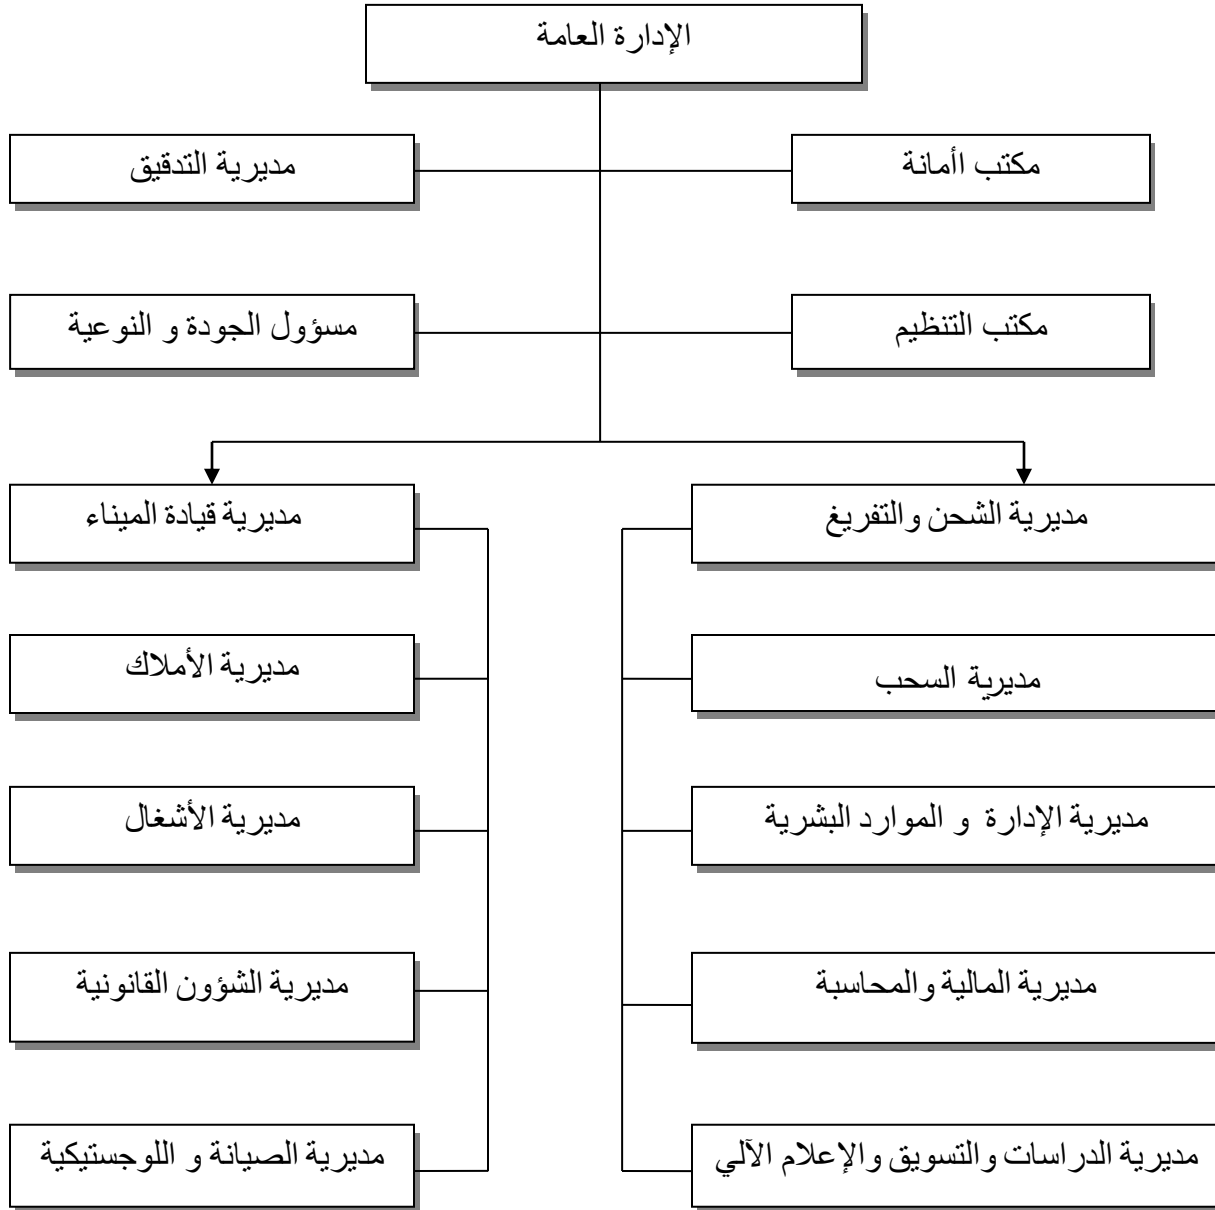 الإدارة العامة
مكتب اأمانة
مديرية التدقيق
مكتب التنظيم
مسؤول الجودة و النوعية
مديرية الشحن والتفريغ
مديرية قيادة الميناء
مديرية السحب
مديرية الأملاك
مديرية الإدارة و الموارد البشرية
مديرية الأشغال
مديرية المالية والمحاسبة
مديرية الشؤون القانونية
مديرية الدراسات والتسويق والإعلام الآلي
مديرية الصيانة و اللوجستيكية